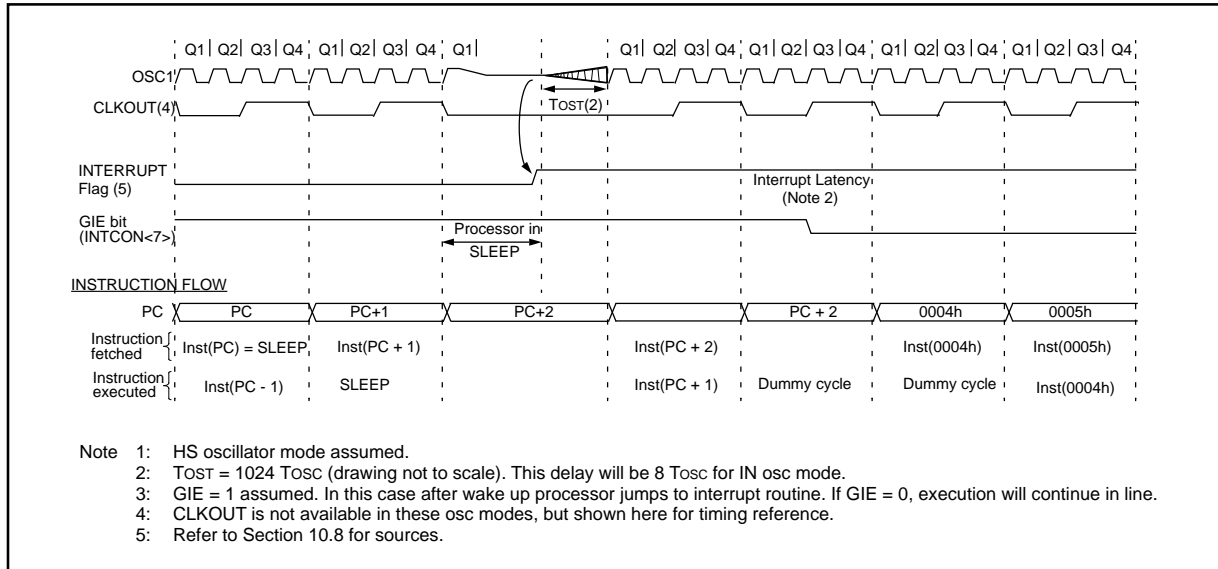 Q1 Q2 Q3 Q4 Q1 Q2 Q3 Q4 Q1 Q1 Q2 Q3 Q4 Q1 Q2 Q3 Q4 Q1 Q2 Q3 Q4 Q1 Q2 Q3 Q4
OSC1
TOST(2)
CLKOUT(4)
INTERRUPT
Flag (5)
Interrupt Latency
(Note 2)
GIE bit
(INTCON<7>)
Processor in
SLEEP
INSTRUCTION FLOW
PC PC PC+1 PC+2 PC + 2 0004h 0005h
Instruction
fetched
Inst(PC) = SLEEP Inst(PC + 1) Inst(PC + 2) Inst(0004h) Inst(0005h)
Instruction
executed
Inst(PC - 1) SLEEP Inst(PC + 1) Dummy cycle Dummy cycle Inst(0004h)
Note 1: HS oscillator mode assumed.
2: TOST = 1024 TOSC (drawing not to scale). This delay will be 8 TOSC for IN osc mode.
3: GIE = 1 assumed. In this case after wake up processor jumps to interrupt routine. If GIE = 0, execution will continue in line.
4: CLKOUT is not available in these osc modes, but shown here for timing reference.
5: Refer to Section 10.8 for sources.